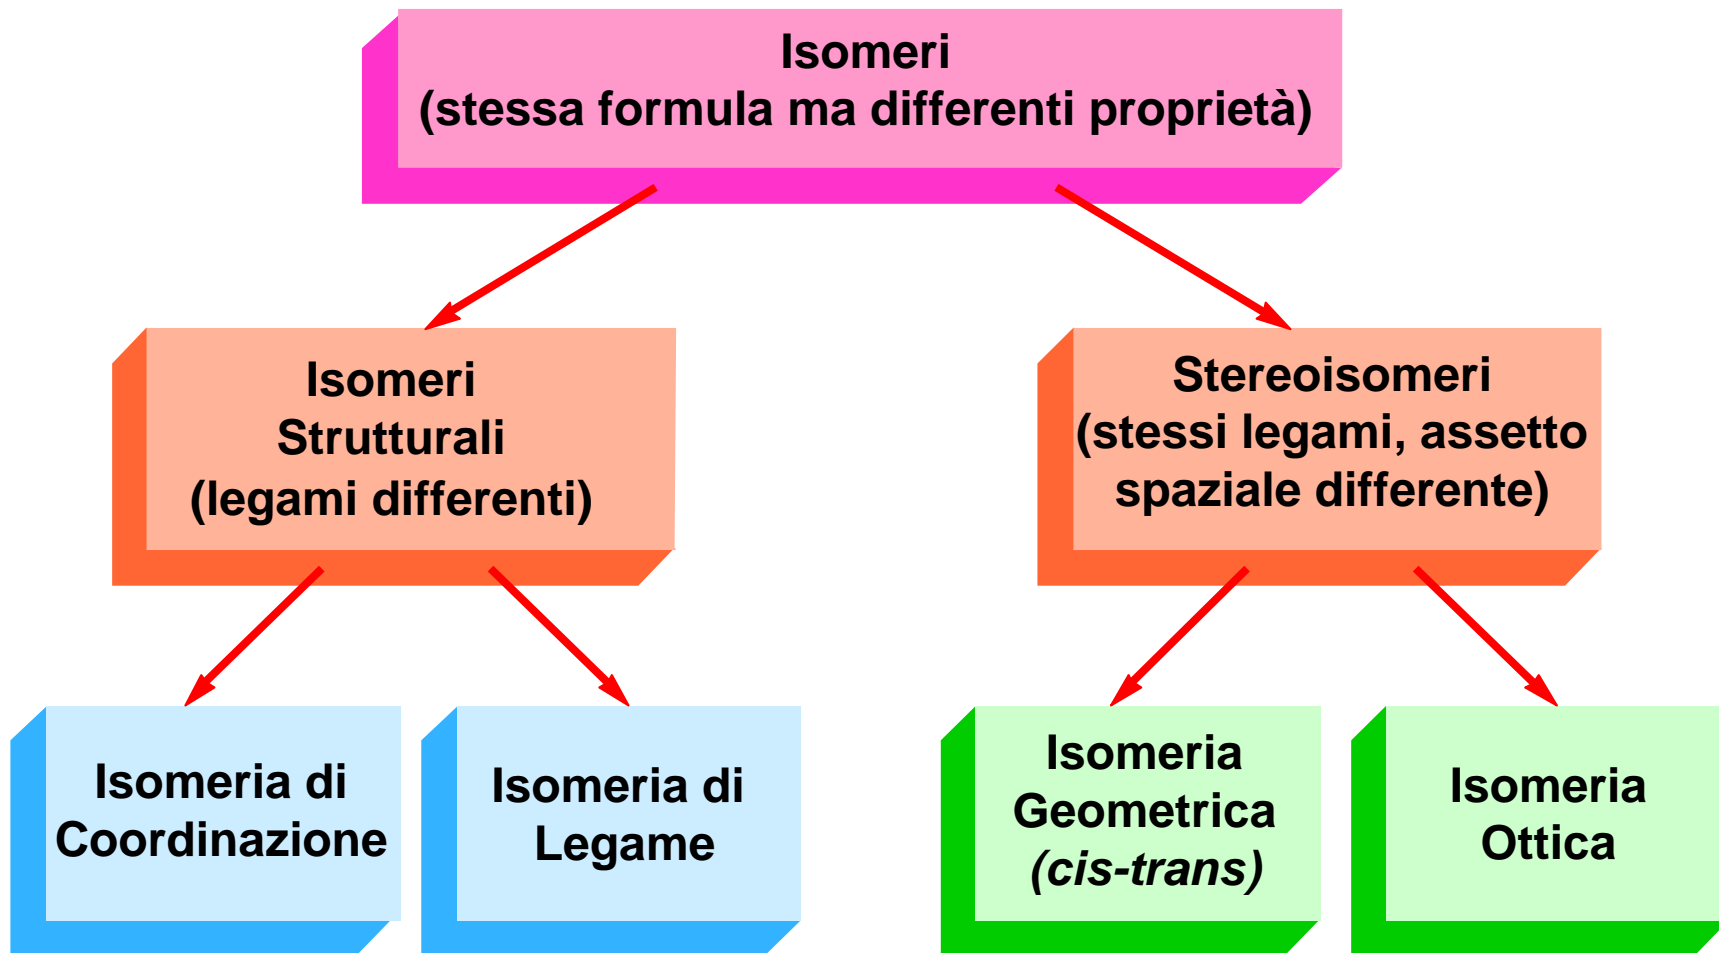 Isomeri
(stessa formula ma differenti proprietà)
Isomeri
Strutturali
(legami differenti)
Stereoisomeri
(stessi legami, assetto
spaziale differente)
Isomeria di
Coordinazione
Isomeria di
Legame
Isomeria
Geometrica
(cis-trans)
Isomeria
Ottica